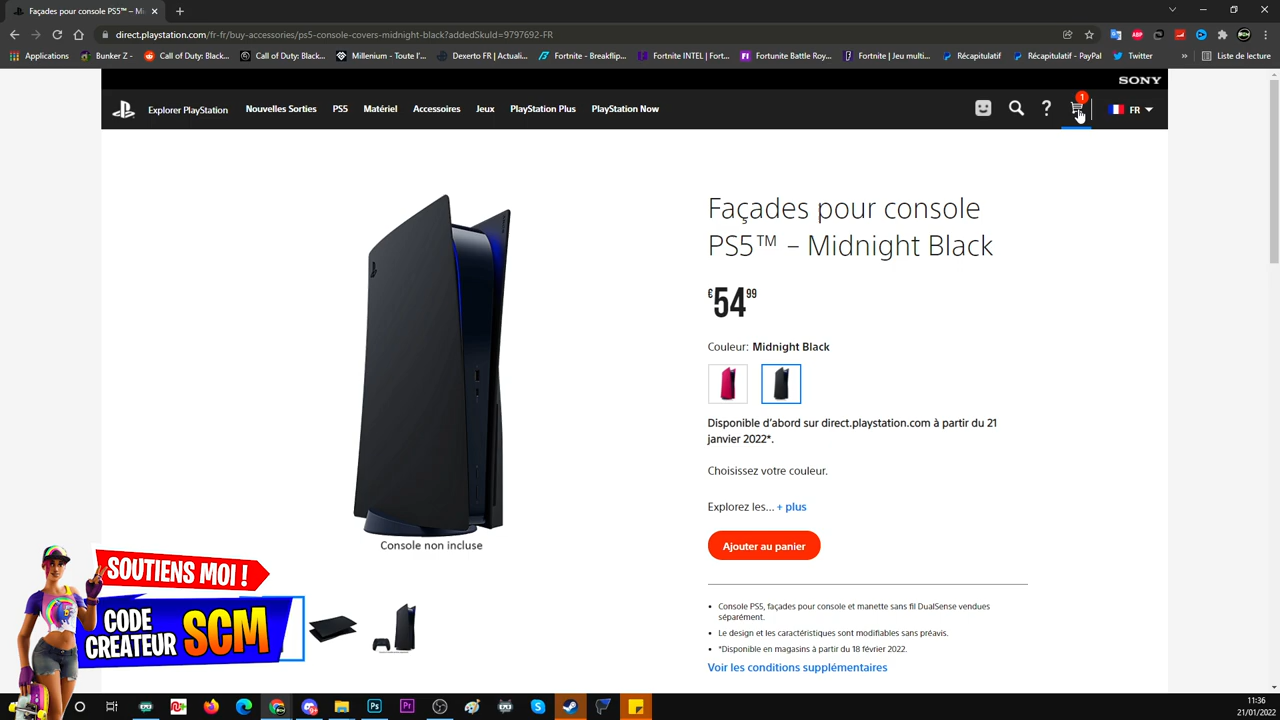 Façades pour console PS5™ – Mi
direct.playstation.com/fr-fr/buy-accessories/ps5-console-covers-midnight-black?addedSkuId=9797692-FR
ABP
Applications
Bunker Z -
Call of Duty: Black...
Call of Duty: Black...
Millenium - Toute l'...
Dexerto FR | Actuali...
Fortnite - Breakflip...
Fortnite INTEL | Fort...
Fortnite Battle Roy...
Fortnite | Jeu multi...
Récapitulatif
Récapitulatif - PayPal
Twitter
Liste de lecture
SONY
Explorer PlayStation
Nouvelles Sorties
PS5
Matériel
Accessoires
Jeux
PlayStation Plus
PlayStation Now
?
1
FR
Façades pour console
PS5™ – Midnight Black
€54 99
Couleur: Midnight Black
Disponible d'abord sur direct.playstation.com à partir du 21
janvier 2022*.
Choisissez votre couleur.
Explorez les... + plus
Ajouter au panier
Console non incluse
• Console PS5, façades pour console et manette sans fil DualSense vendues
séparément.
• Le design et les caractéristiques sont modifiables sans préavis.
• *Disponible en magasins à partir du 18 février 2022.
Voir les conditions supplémentaires
SOUTIENS MOI !
CODE
CREATEUR SCM
Ps
Pr
11:36
21/01/2022